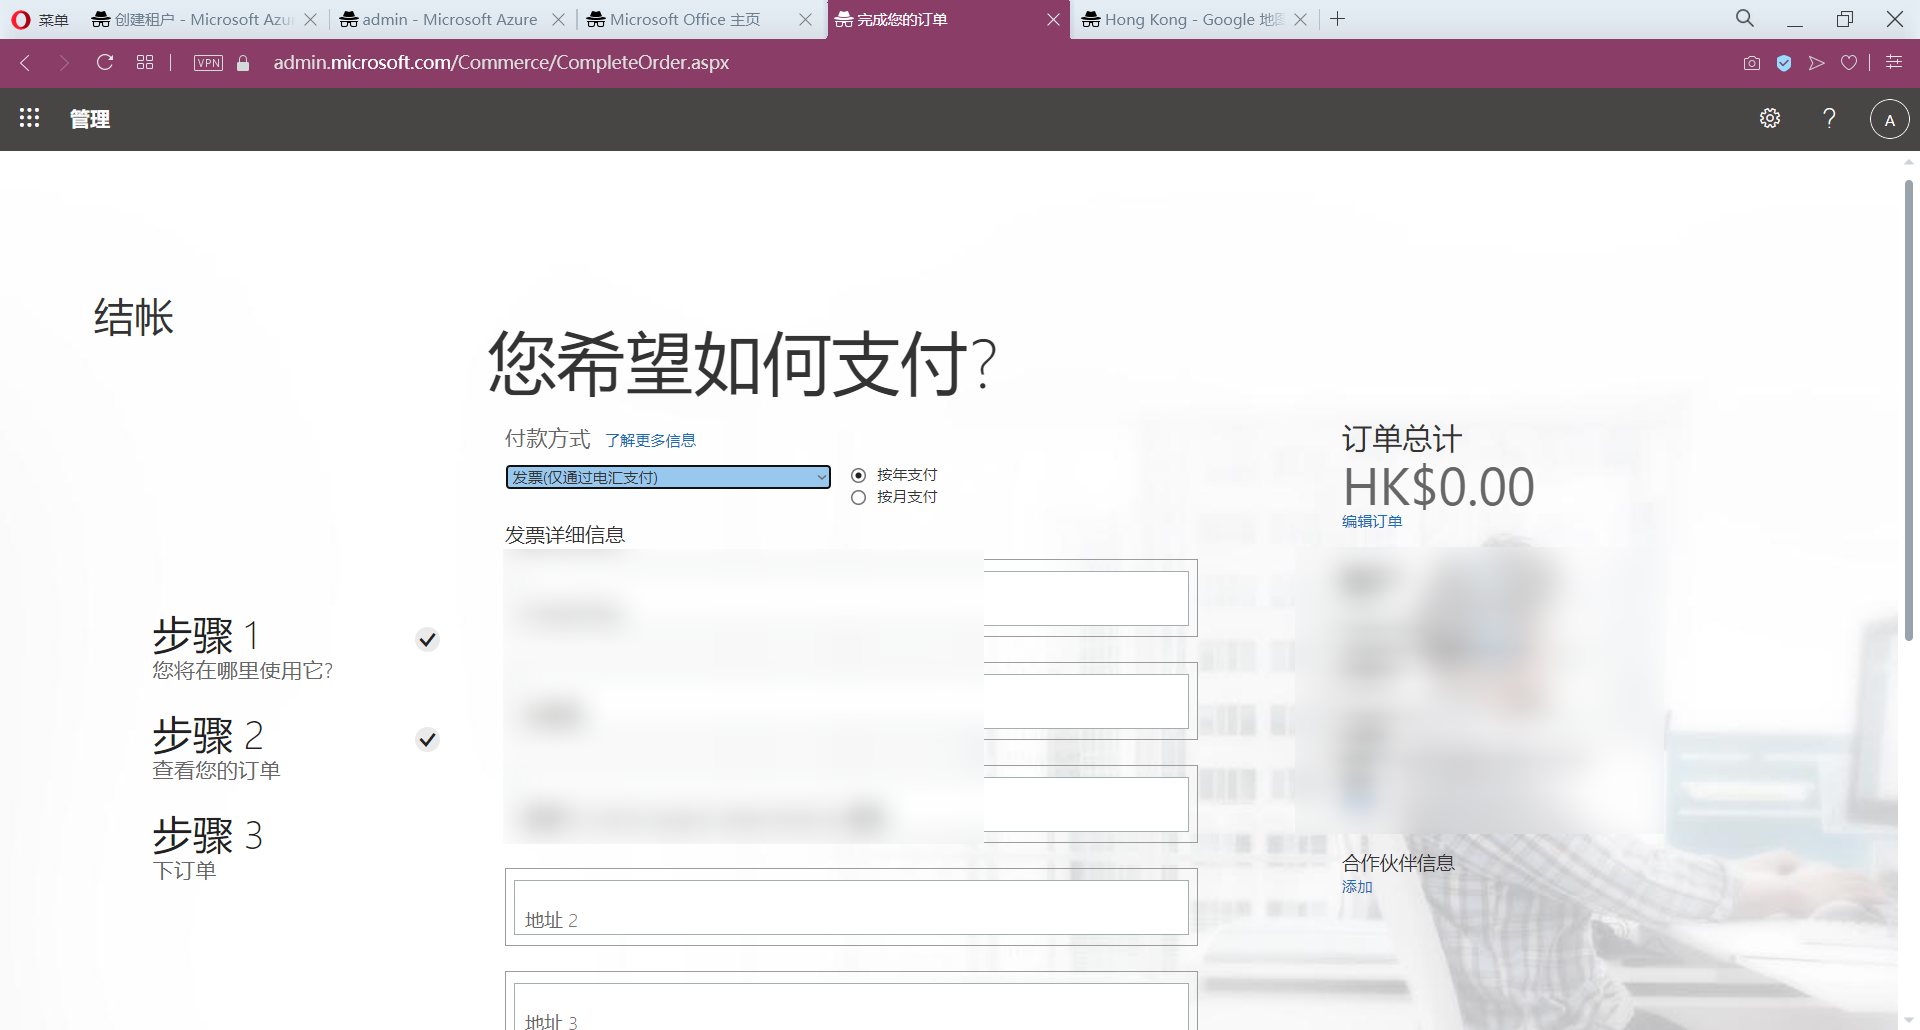 菜单
创建租户 - Microsoft Azu
admin - Microsoft Azure
Microsoft Office 主页
完成您的订单
Hong Kong - Google 地图
VPN
admin.microsoft.com/Commerce/CompleteOrder.aspx
管理
A
结帐
您希望如何支付?
付款方式 了解更多信息
发票(仅通过电汇支付)
按年支付
按月支付
发票详细信息
地址 2
地址 3
步骤 1
您将在哪里使用它?
步骤 2
查看您的订单
步骤 3
下订单
订单总计
HK$0.00
编辑订单
合作伙伴信息
添加